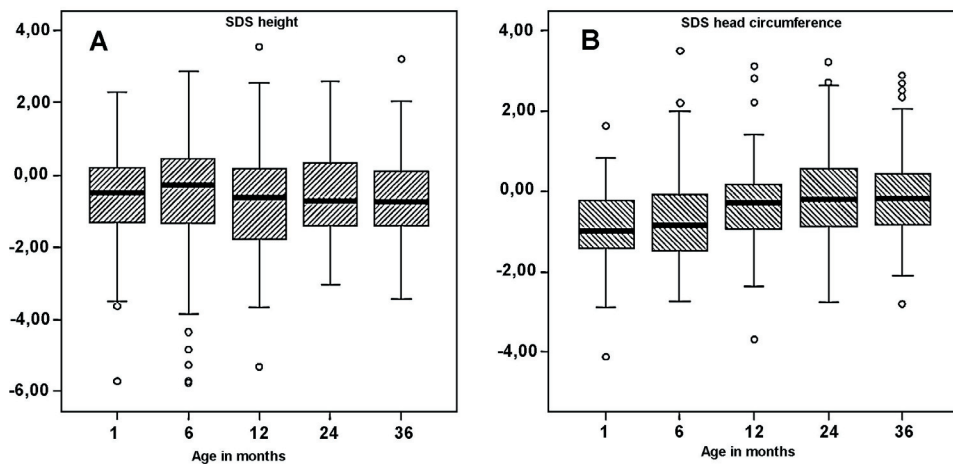 SDS height
A
4,00
2,00
0,00
-2,00
-4,00
-6,00
1 6 12 24 36
Age in months
SDS head circumference
B
4,00
2,00
0,00
-2,00
-4,00
1 6 12 24 36
Age in months